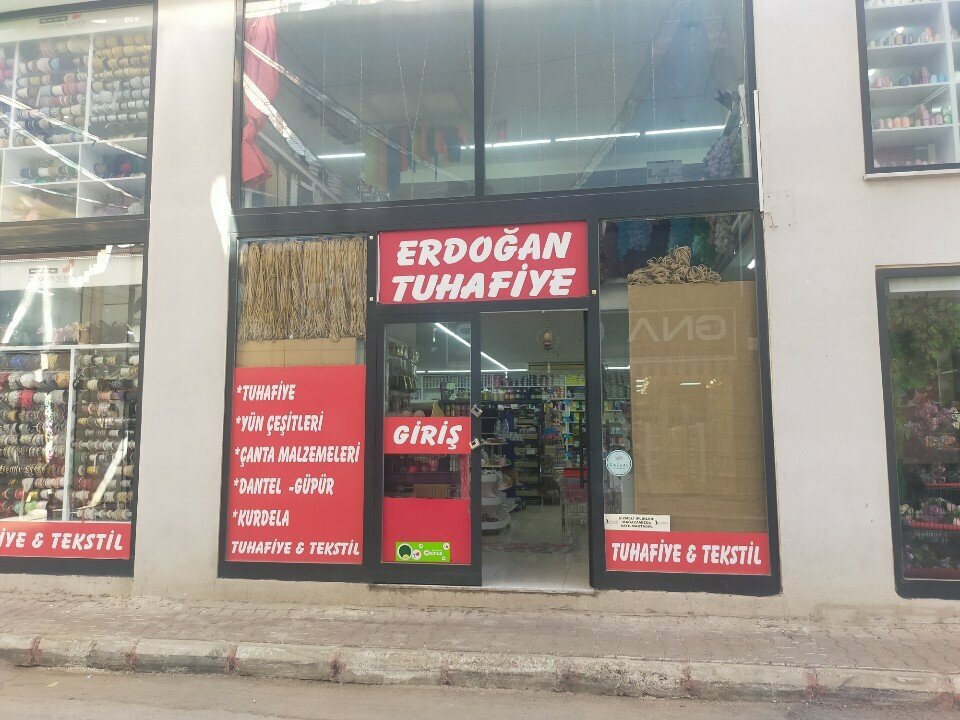 ERDOĞAN
TUHAFİYE
*TUHAFİYE
*YÜN ÇEŞİTLERİ
*ÇANTA MALZEMELERİ
*DANTEL -GÜPÜR
*KURDELA
TUHAFİYE & TEKSTİL
GİRİŞ
İYE & TEKSTİL
TUHAFİYE & TEKSTİL
GNA